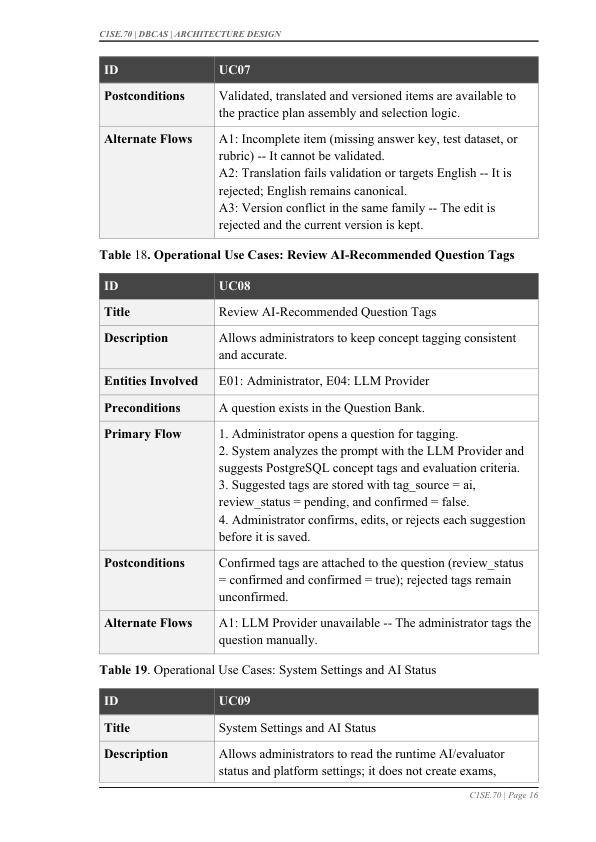 C1SE.70 | DBCAS | ARCHITECTURE DESIGN
ID UC07
Postconditions Validated, translated and versioned items are available to
the practice plan assembly and selection logic.
Alternate Flows A1: Incomplete item (missing answer key, test dataset, or
rubric) -- It cannot be validated.
A2: Translation fails validation or targets English -- It is
rejected; English remains canonical.
A3: Version conflict in the same family -- The edit is
rejected and the current version is kept.
Table 18. Operational Use Cases: Review AI-Recommended Question Tags
ID UC08
Title Review AI-Recommended Question Tags
Description Allows administrators to keep concept tagging consistent
and accurate.
Entities Involved E01: Administrator, E04: LLM Provider
Preconditions A question exists in the Question Bank.
Primary Flow 1. Administrator opens a question for tagging.
2. System analyzes the prompt with the LLM Provider and
suggests PostgreSQL concept tags and evaluation criteria.
3. Suggested tags are stored with tag_source = ai,
review_status = pending, and confirmed = false.
4. Administrator confirms, edits, or rejects each suggestion
before it is saved.
Postconditions Confirmed tags are attached to the question (review_status
= confirmed and confirmed = true); rejected tags remain
unconfirmed.
Alternate Flows A1: LLM Provider unavailable -- The administrator tags the
question manually.
Table 19. Operational Use Cases: System Settings and AI Status
ID UC09
Title System Settings and AI Status
Description Allows administrators to read the runtime AI/evaluator
status and platform settings; it does not create exams,
C1SE.70 | Page 16